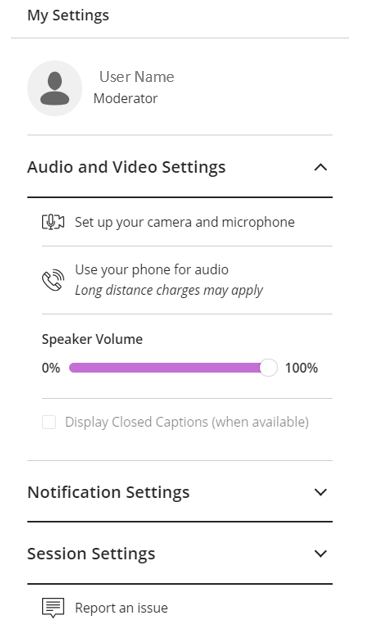 My Settings
User Name
Moderator
Audio and Video Settings
Set up your camera and microphone
Use your phone for audio
Long distance charges may apply
Speaker Volume
0% 100%
Display Closed Captions (when available)
Notification Settings
Session Settings
Report an issue